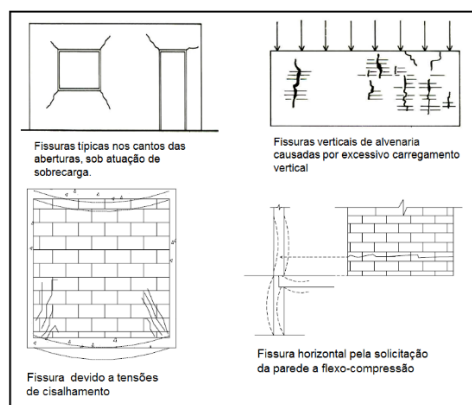 Fissuras típicas nos cantos das
aberturas, sob atuação de
sobrecarga.
Fissuras verticais de alvenaria
causadas por excessivo carregamento
vertical
Fissura devido a tensões
de cisalhamento
Fissura horizontal pela solicitação
da parede a flexo-compressão